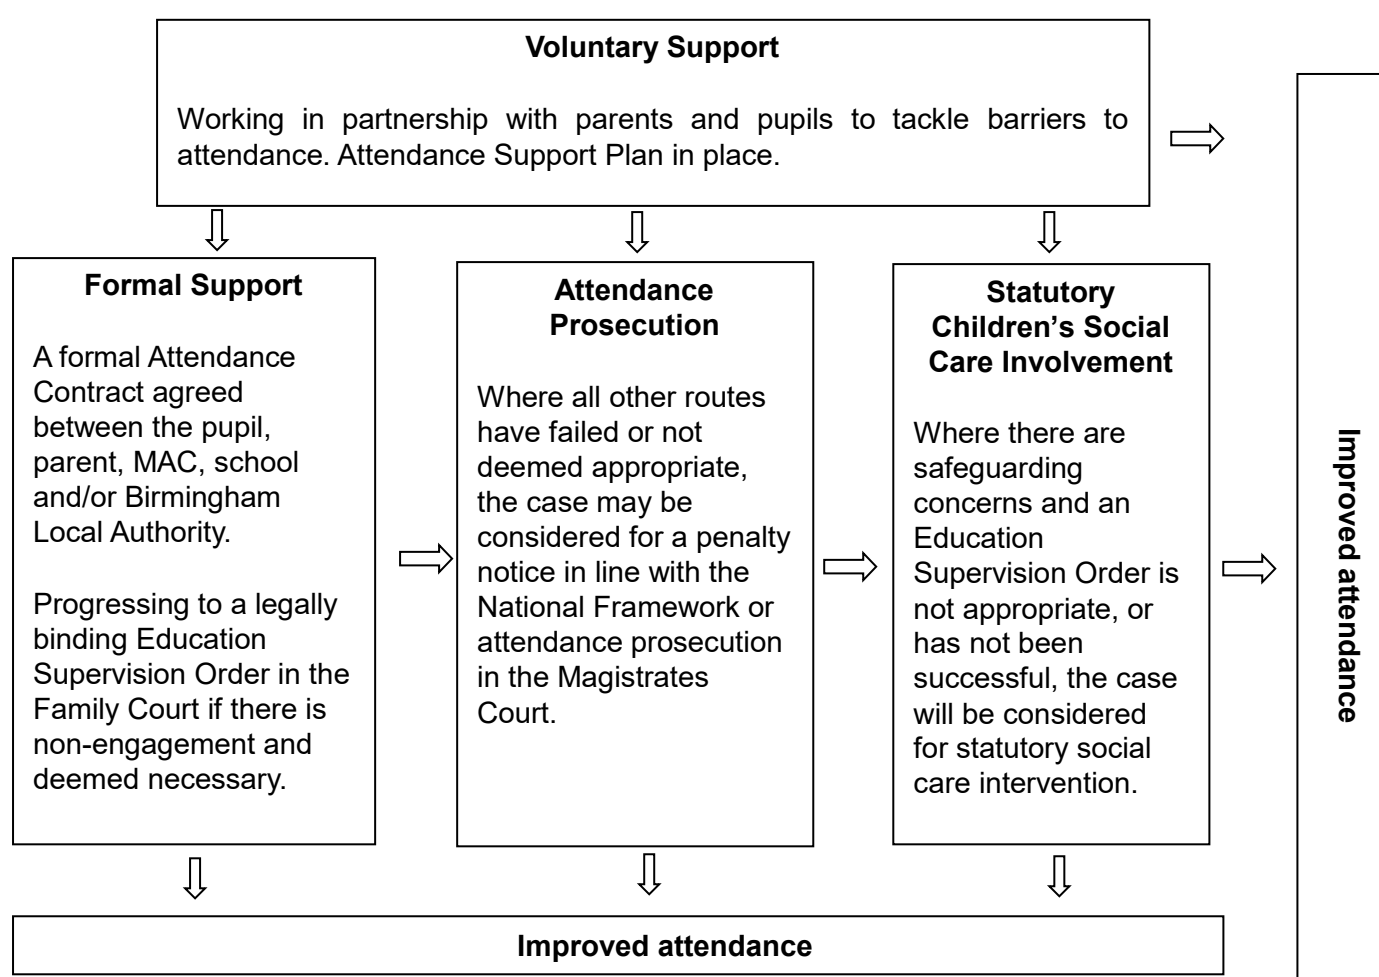 Voluntary Support
Working in partnership with parents and pupils to tackle barriers to
attendance. Attendance Support Plan in place.
Formal Support
A formal Attendance
Contract agreed
between the pupil,
parent, MAC, school
and/or Birmingham
Local Authority.
Progressing to a legally
binding Education
Supervision Order in the
Family Court if there is
non-engagement and
deemed necessary.
Attendance
Prosecution
Where all other routes
have failed or not
deemed appropriate,
the case may be
considered for a penalty
notice in line with the
National Framework or
attendance prosecution
in the Magistrates
Court.
Statutory
Children’s Social
Care Involvement
Where there are
safeguarding
concerns and an
Education
Supervision Order is
not appropriate, or
has not been
successful, the case
will be considered
for statutory social
care intervention.
Improved attendance
Improved attendance